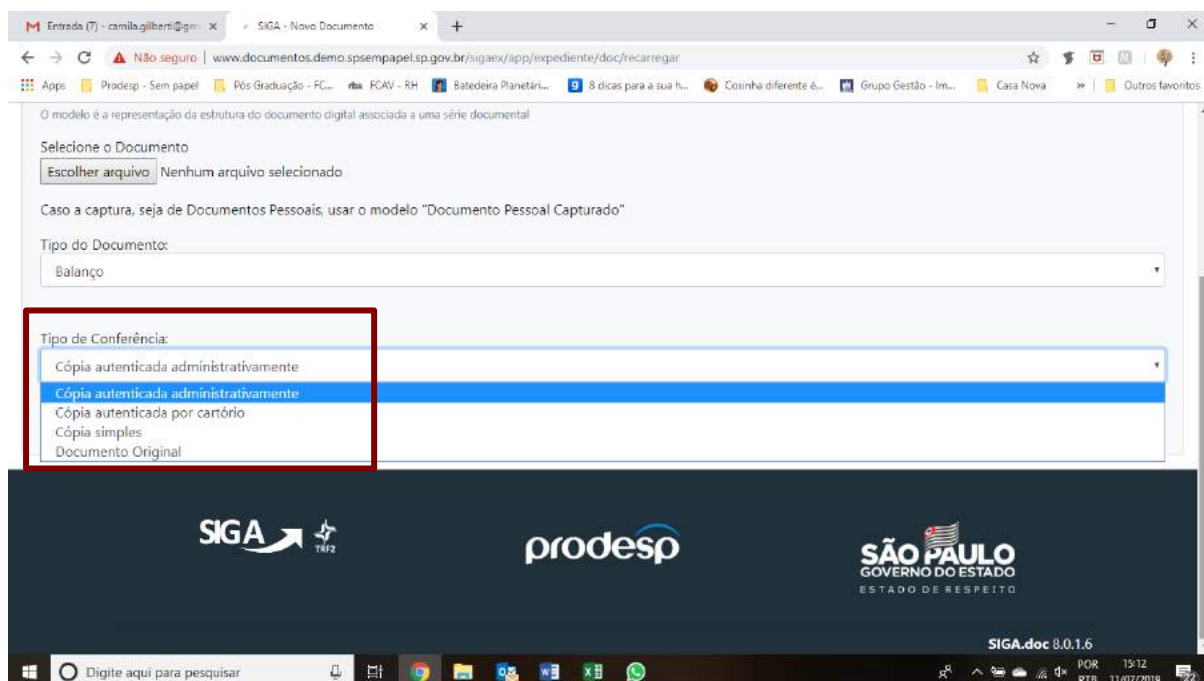 Entrada (7) - camila.gilberti@gm
SIGA - Novo Documento
Não seguro | www.documentos.demo.spsempapel.sp.gov.br/sigaex/app/expediente/doc/recarregar
Apps Prodesp - Sem papel Pós Graduação - FC... FCAV - RH Batedeira Planetári... 8 dicas para a sua h... Coxinha diferente é... Grupo Gestão - Im... Casa Nova » Outros favoritos
O modelo é a representação da estrutura do documento digital associada a uma série documental
Selecione o Documento
Escolher arquivo Nenhum arquivo selecionado
Caso a captura, seja de Documentos Pessoais, usar o modelo "Documento Pessoal Capturado"
Tipo do Documento:
Balanço
Tipo de Conferência:
Cópia autenticada administrativamente
Cópia autenticada administrativamente
Cópia autenticada por cartório
Cópia simples
Documento Original
SIGA
TRF2
prodesp
SÃO PAULO
GOVERNO DO ESTADO
ESTADO DE RESPEITO
SIGA.doc 8.0.1.6
Digite aqui para pesquisar
POR 15:12
PTB 11/07/2019
22